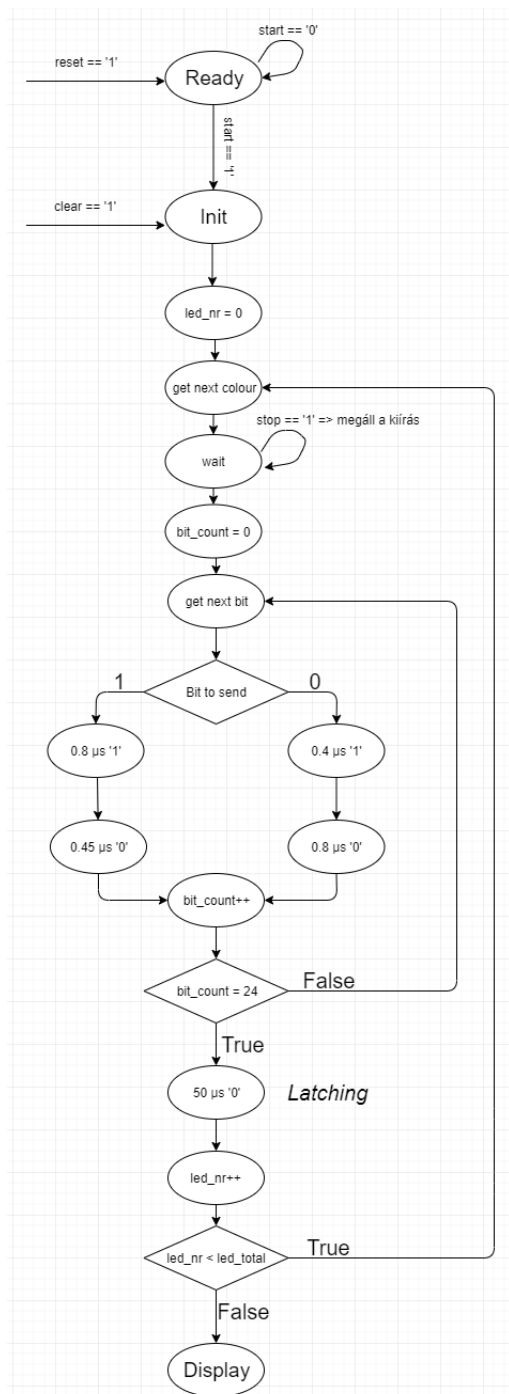 start == '0'
reset == '1'
Ready
start == '1'
clear == '1'
Init
led_nr = 0
get next colour
stop == '1' => megáll a kiírás
wait
bit_count = 0
get next bit
1
0
Bit to send
0.8 µs '1'
0.4 µs '1'
0.45 µs '0'
0.8 µs '0'
bit_count++
bit_count = 24
False
True
50 µs '0'
Latching
led_nr++
led_nr < led_total
True
False
Display